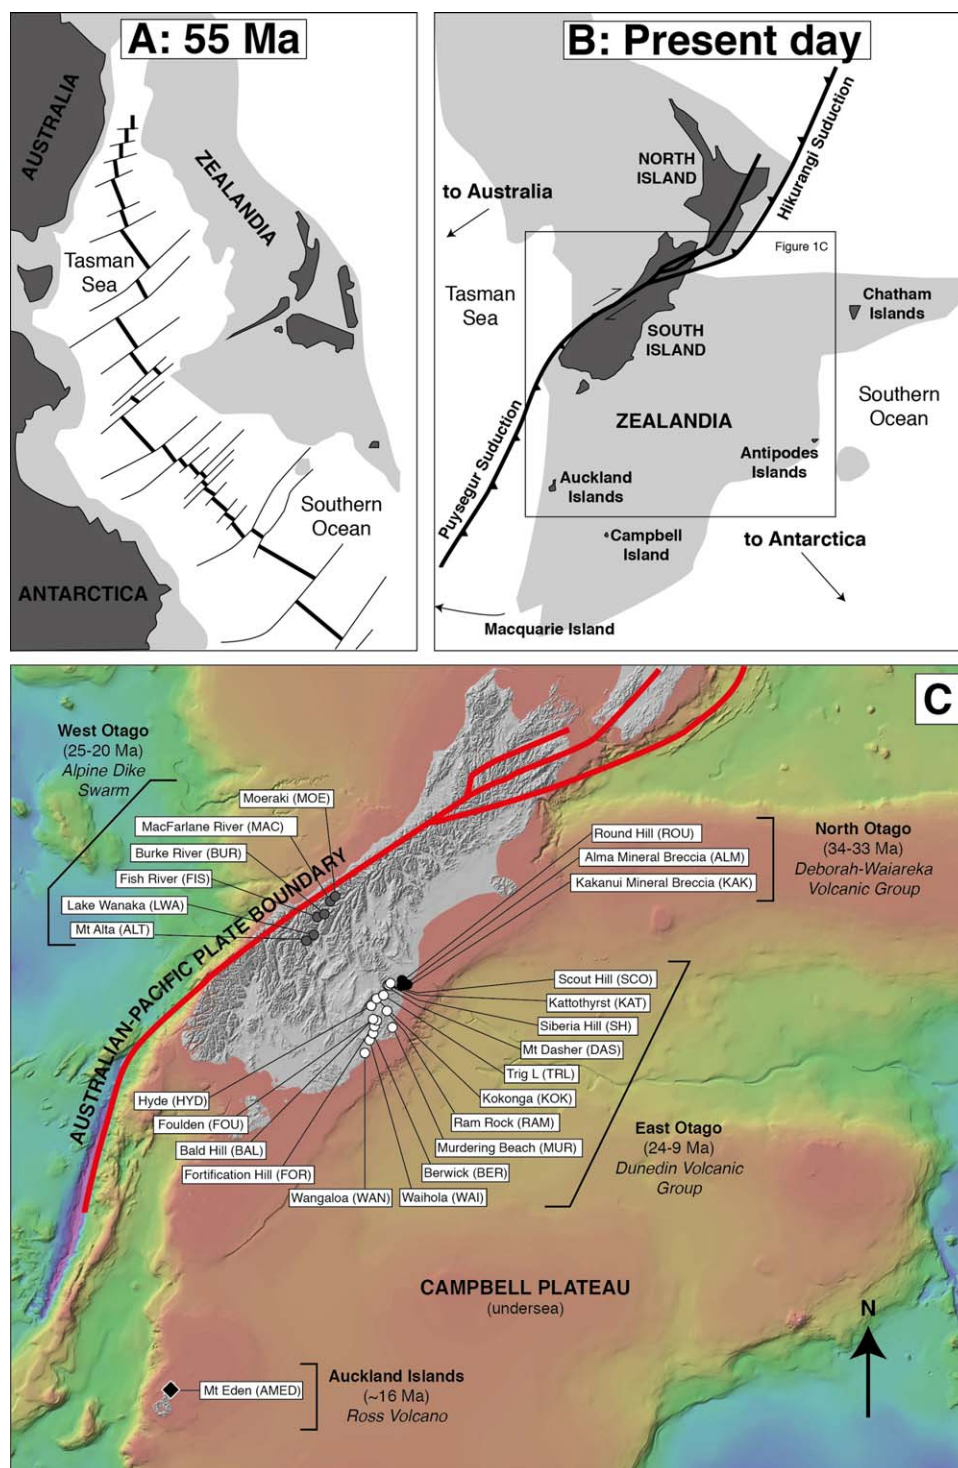 A: 55 Ma
AUSTRALIA
ZEALANDIA
Tasman
Sea
Southern
Ocean
ANTARCTICA
B: Present day
NORTH
ISLAND
Hikurangi Suduction
to Australia
Figure 1C
Tasman
Sea
Chatham
Islands
SOUTH
ISLAND
Southern
Ocean
ZEALANDIA
Puysegur Suduction
Antipodes
Islands
Auckland
Islands
Campbell
Island
to Antarctica
Macquarie Island
C
West Otago
(25-20 Ma)
Alpine Dike
Swarm
Moeraki (MOE)
MacFarlane River (MAC)
Burke River (BUR)
Fish River (FIS)
Lake Wanaka (LWA)
Mt Alta (ALT)
AUSTRALIAN-PACIFIC PLATE BOUNDARY
Round Hill (ROU)
Alma Mineral Breccia (ALM)
Kakanui Mineral Breccia (KAK)
North Otago
(34-33 Ma)
Deborah-Waiareka
Volcanic Group
Scout Hill (SCO)
Kattothyrst (KAT)
Siberia Hill (SH)
Mt Dasher (DAS)
Trig L (TRL)
Kokonga (KOK)
Ram Rock (RAM)
Murdering Beach (MUR)
Berwick (BER)
Waihola (WAI)
Hyde (HYD)
Foulden (FOU)
Bald Hill (BAL)
Fortification Hill (FOR)
Wangaloa (WAN)
East Otago
(24-9 Ma)
Dunedin Volcanic
Group
CAMPBELL PLATEAU
(undersea)
N
Mt Eden (AMED)
Auckland Islands
(~16 Ma)
Ross Volcano